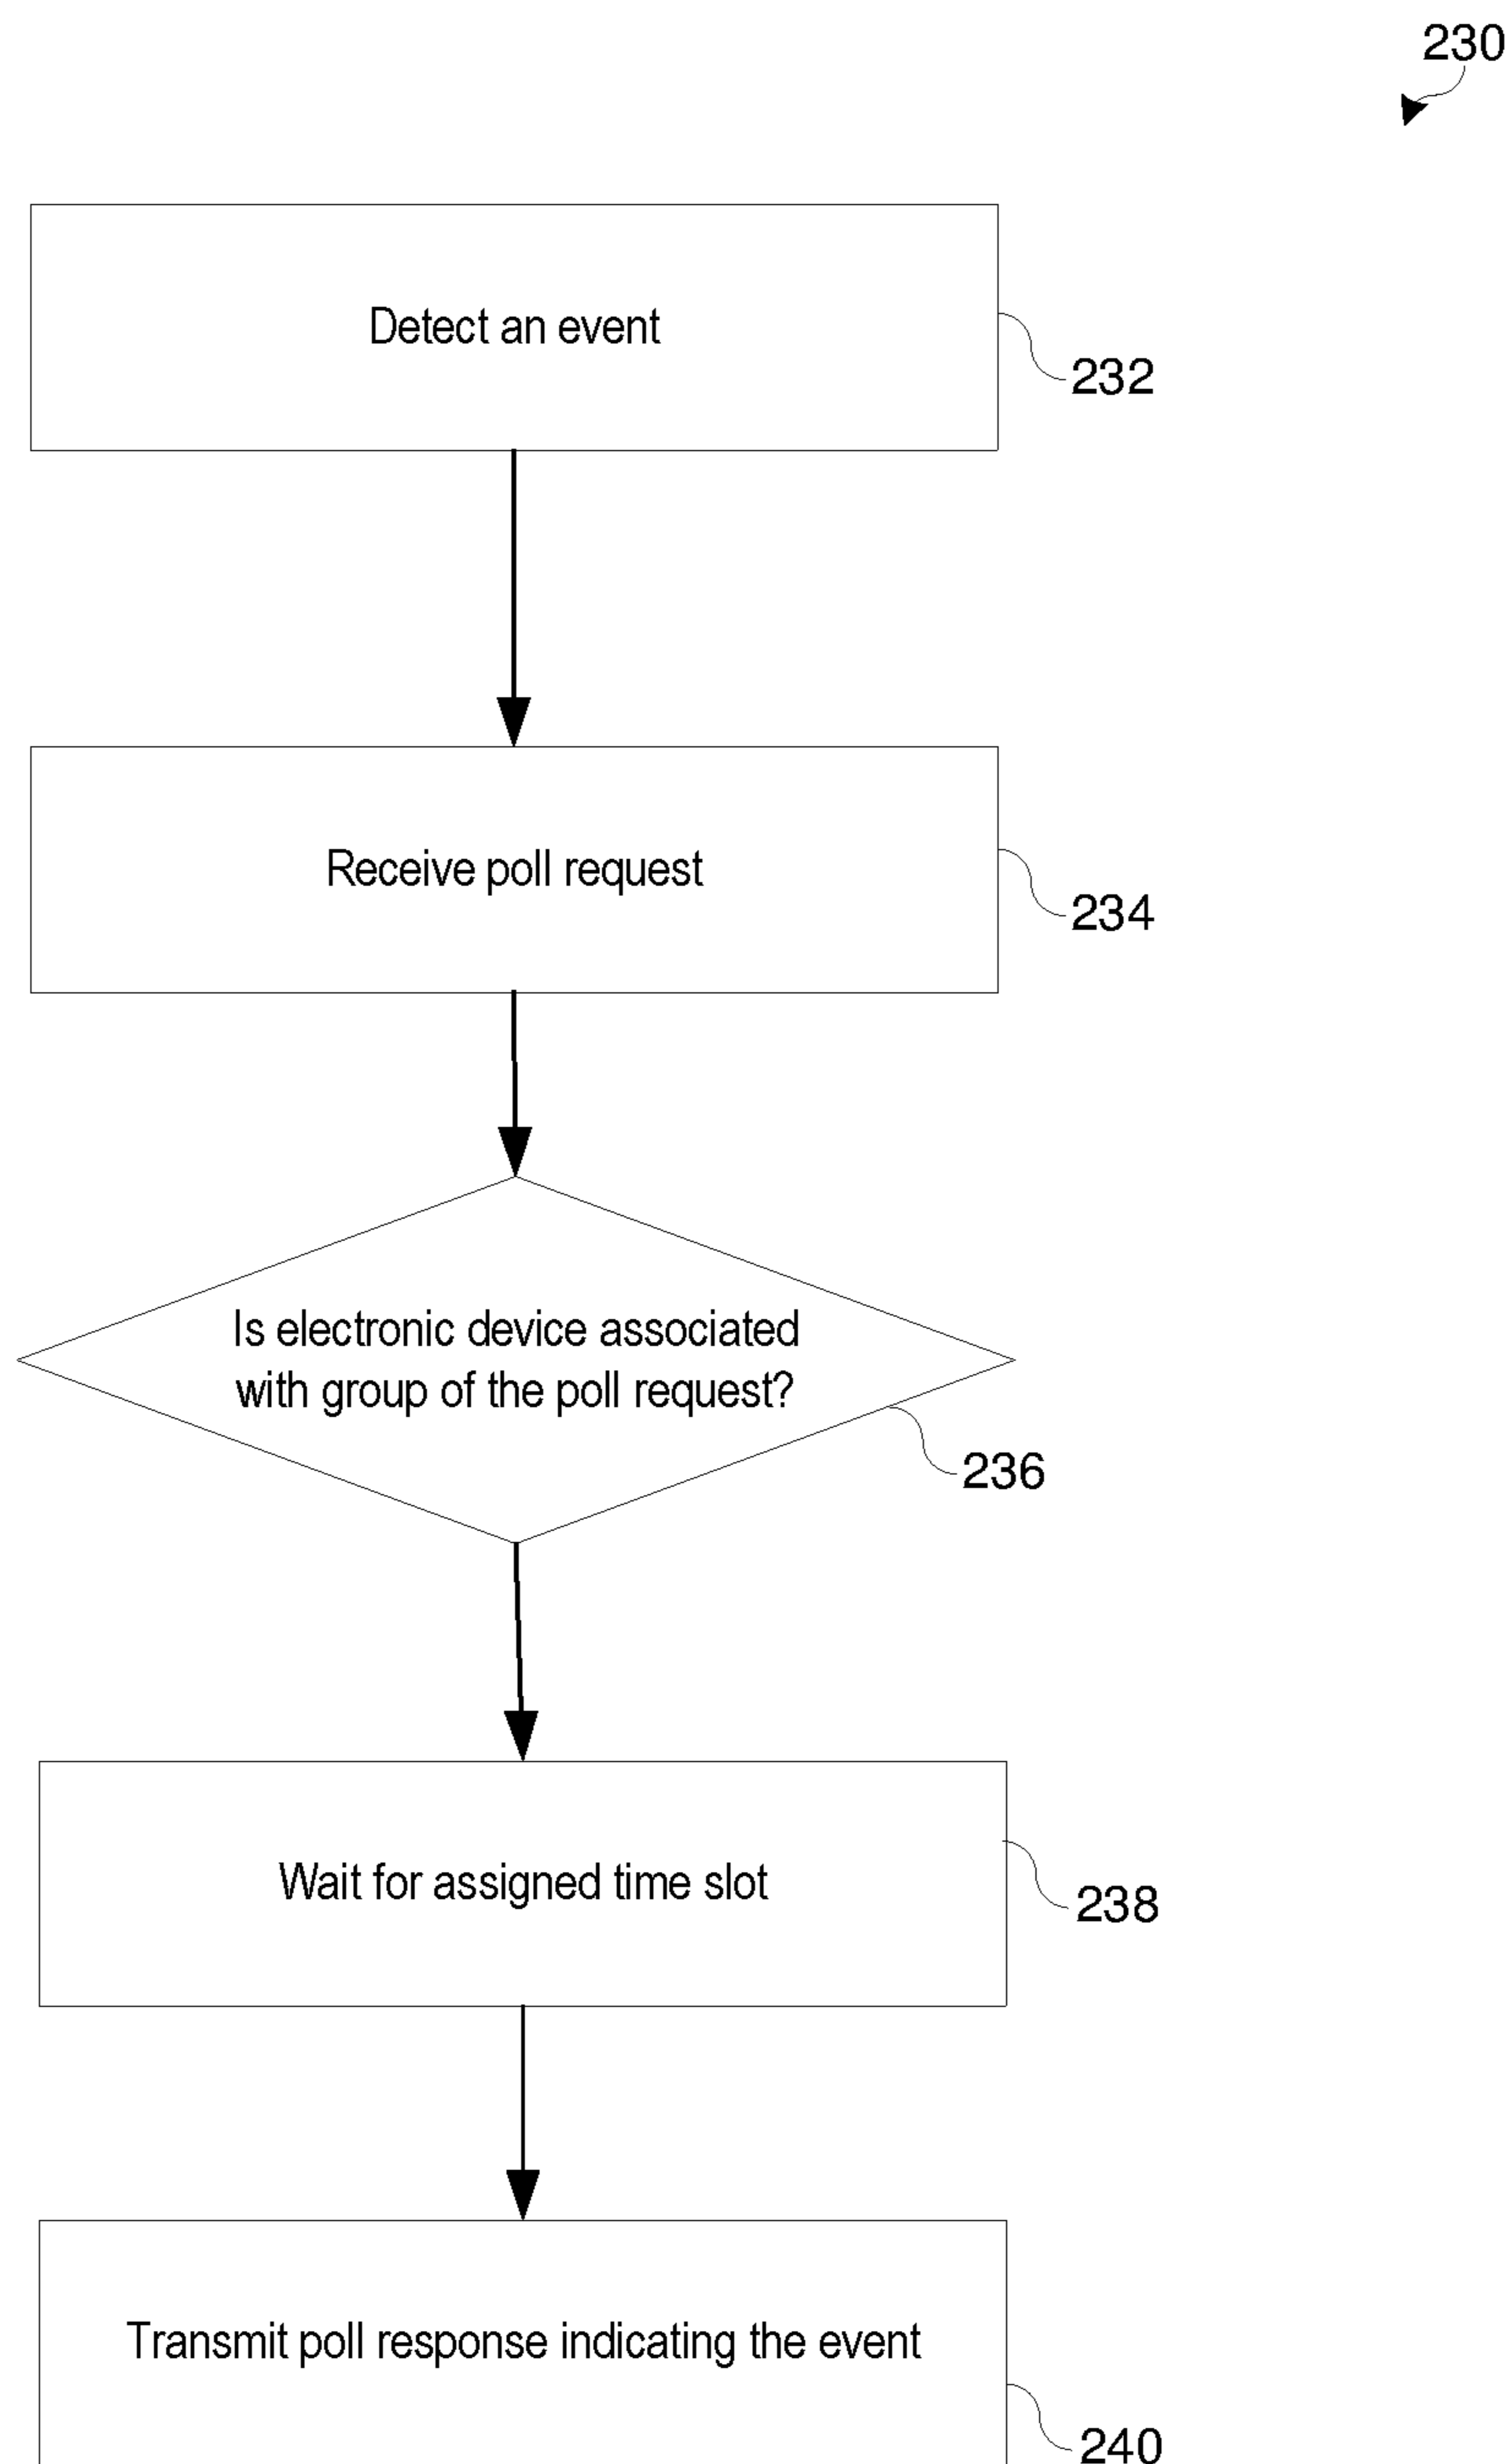 230
Detect an event
232
Receive poll request
234
Is electronic device associated
with group of the poll request?
236
Wait for assigned time slot
238
Transmit poll response indicating the event
240